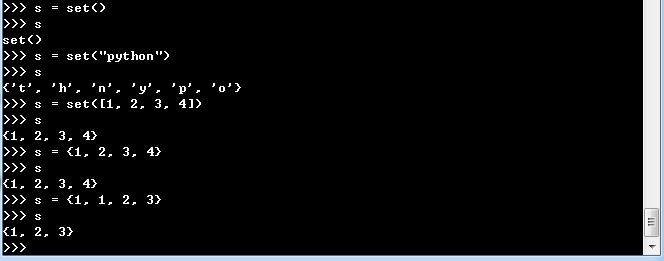 >>> s = set()
>>> s
set()
>>> s = set("python")
>>> s
{'t', 'h', 'n', 'y', 'p', 'o'}
>>> s = set([1, 2, 3, 4])
>>> s
{1, 2, 3, 4}
>>> s = {1, 2, 3, 4}
>>> s
{1, 2, 3, 4}
>>> s = {1, 1, 2, 3}
>>> s
{1, 2, 3}
>>>